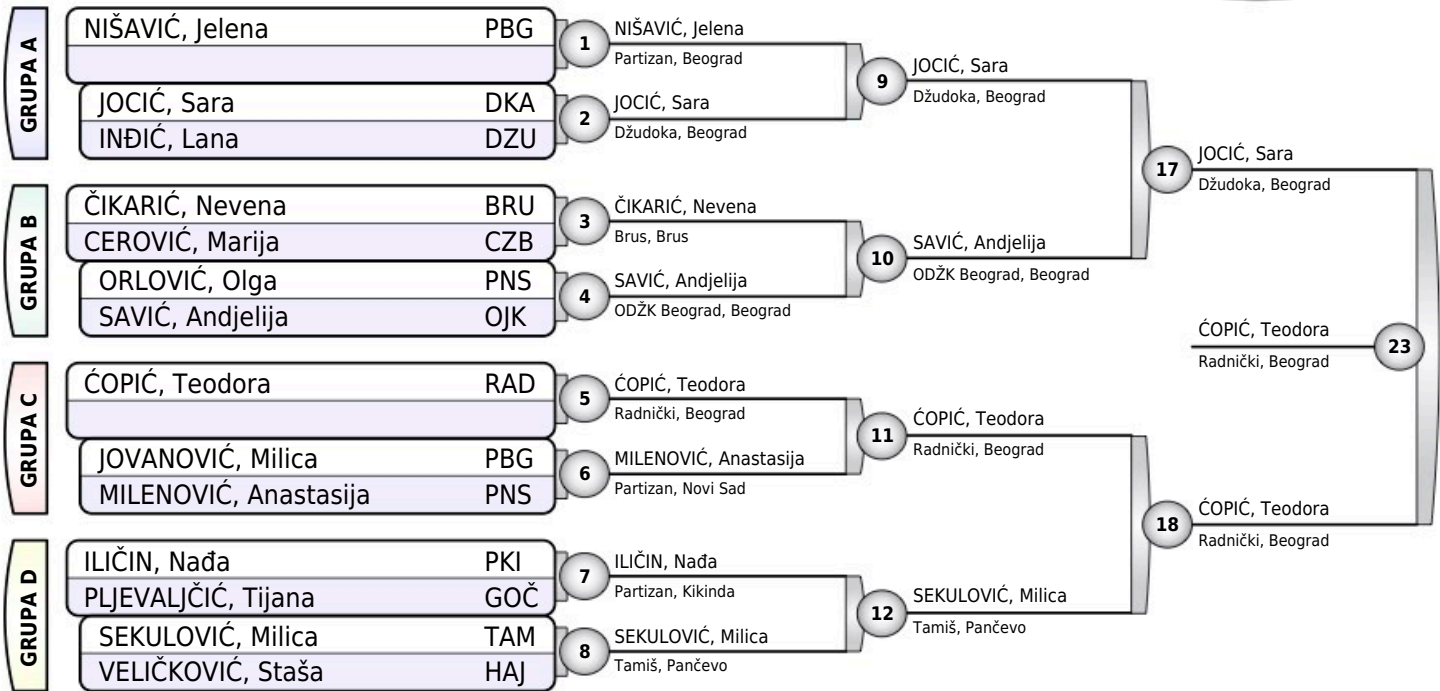 GRUPA A
NIŠAVIĆ, Jelena PBG
JOCIĆ, Sara DKA
INĐIĆ, Lana DZU
GRUPA B
ČIKARIĆ, Nevena BRU
CEROVIĆ, Marija CZB
ORLOVIĆ, Olga PNS
SAVIĆ, Andjelija OJK
GRUPA C
ĆOPIĆ, Teodora RAD
JOVANOVIĆ, Milica PBG
MILENOVIĆ, Anastasija PNS
GRUPA D
ILIČIN, Nađa PKI
PLJEVALJČIĆ, Tijana GOČ
SEKULOVIĆ, Milica TAM
VELIČKOVIĆ, Staša HAJ
1
NIŠAVIĆ, Jelena
Partizan, Beograd
2
JOCIĆ, Sara
Džudoka, Beograd
3
ČIKARIĆ, Nevena
Brus, Brus
4
SAVIĆ, Andjelija
ODŽK Beograd, Beograd
5
ĆOPIĆ, Teodora
Radnički, Beograd
6
MILENOVIĆ, Anastasija
Partizan, Novi Sad
7
ILIČIN, Nađa
Partizan, Kikinda
8
SEKULOVIĆ, Milica
Tamiš, Pančevo
9
JOCIĆ, Sara
Džudoka, Beograd
10
SAVIĆ, Andjelija
ODŽK Beograd, Beograd
11
ĆOPIĆ, Teodora
Radnički, Beograd
12
SEKULOVIĆ, Milica
Tamiš, Pančevo
17
JOCIĆ, Sara
Džudoka, Beograd
18
ĆOPIĆ, Teodora
Radnički, Beograd
ĆOPIĆ, Teodora
Radnički, Beograd
23